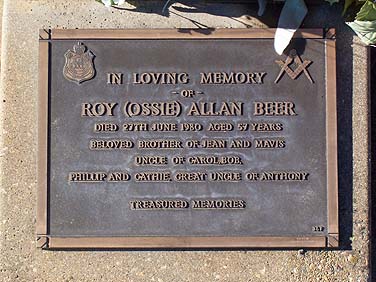 IN LOVING MEMORY
- OF -
ROY (OSSIE) ALLAN BEER
DIED 27TH JUNE 1980 AGED 57 YEARS
BELOVED BROTHER OF JEAN AND MAVIS
UNCLE OF CAROL, BOB,
PHILLIP AND CATHIE, GREAT UNCLE OF ANTHONY
TREASURED MEMORIES